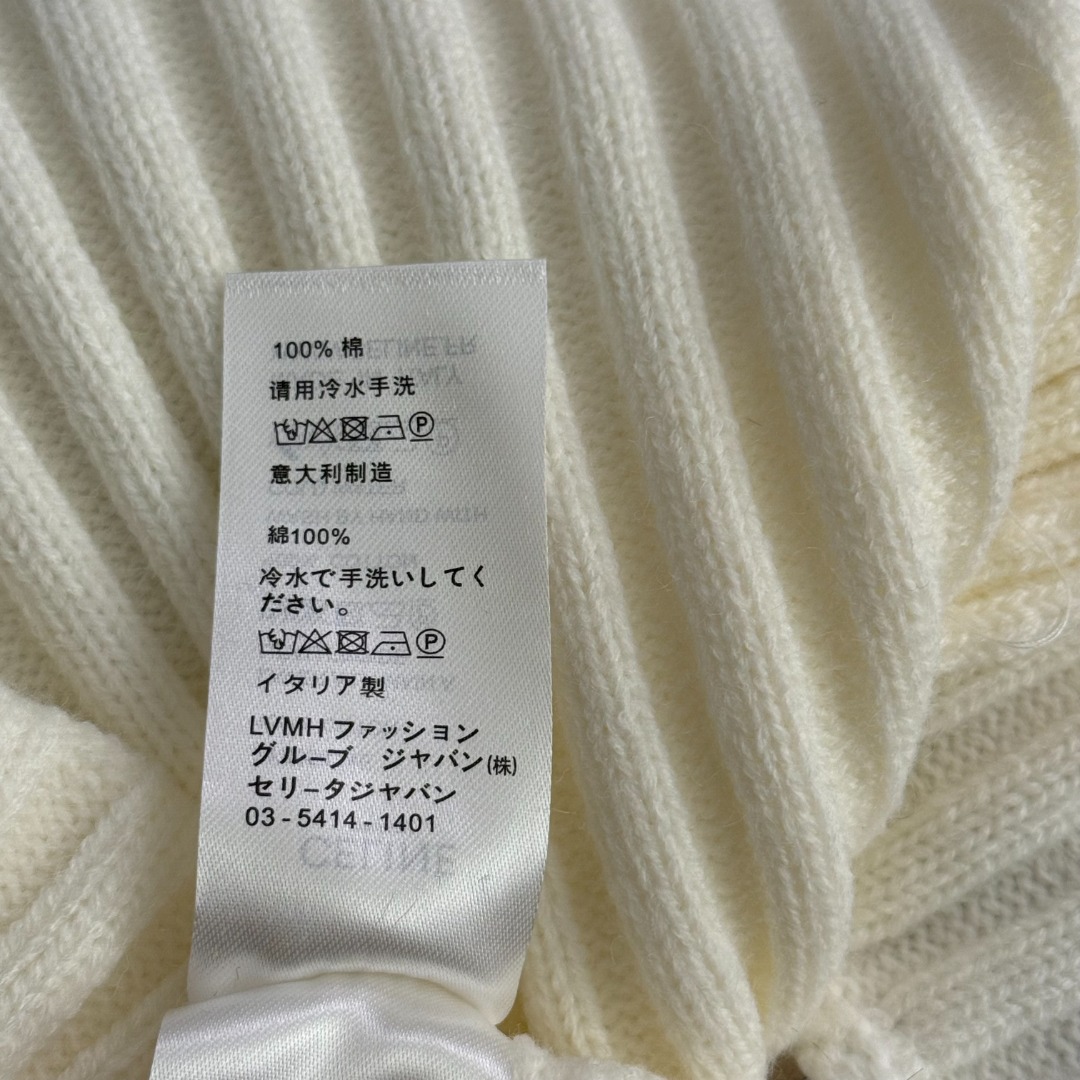 100% 棉
请用冷水手洗
P
意大利制造
綿100%
冷水で手洗いしてく
ださい。
P
イタリア製
LVMH ファッション
グループ ジャバン(株)
セリータジャバン
03 - 5414 - 1401
CELINE